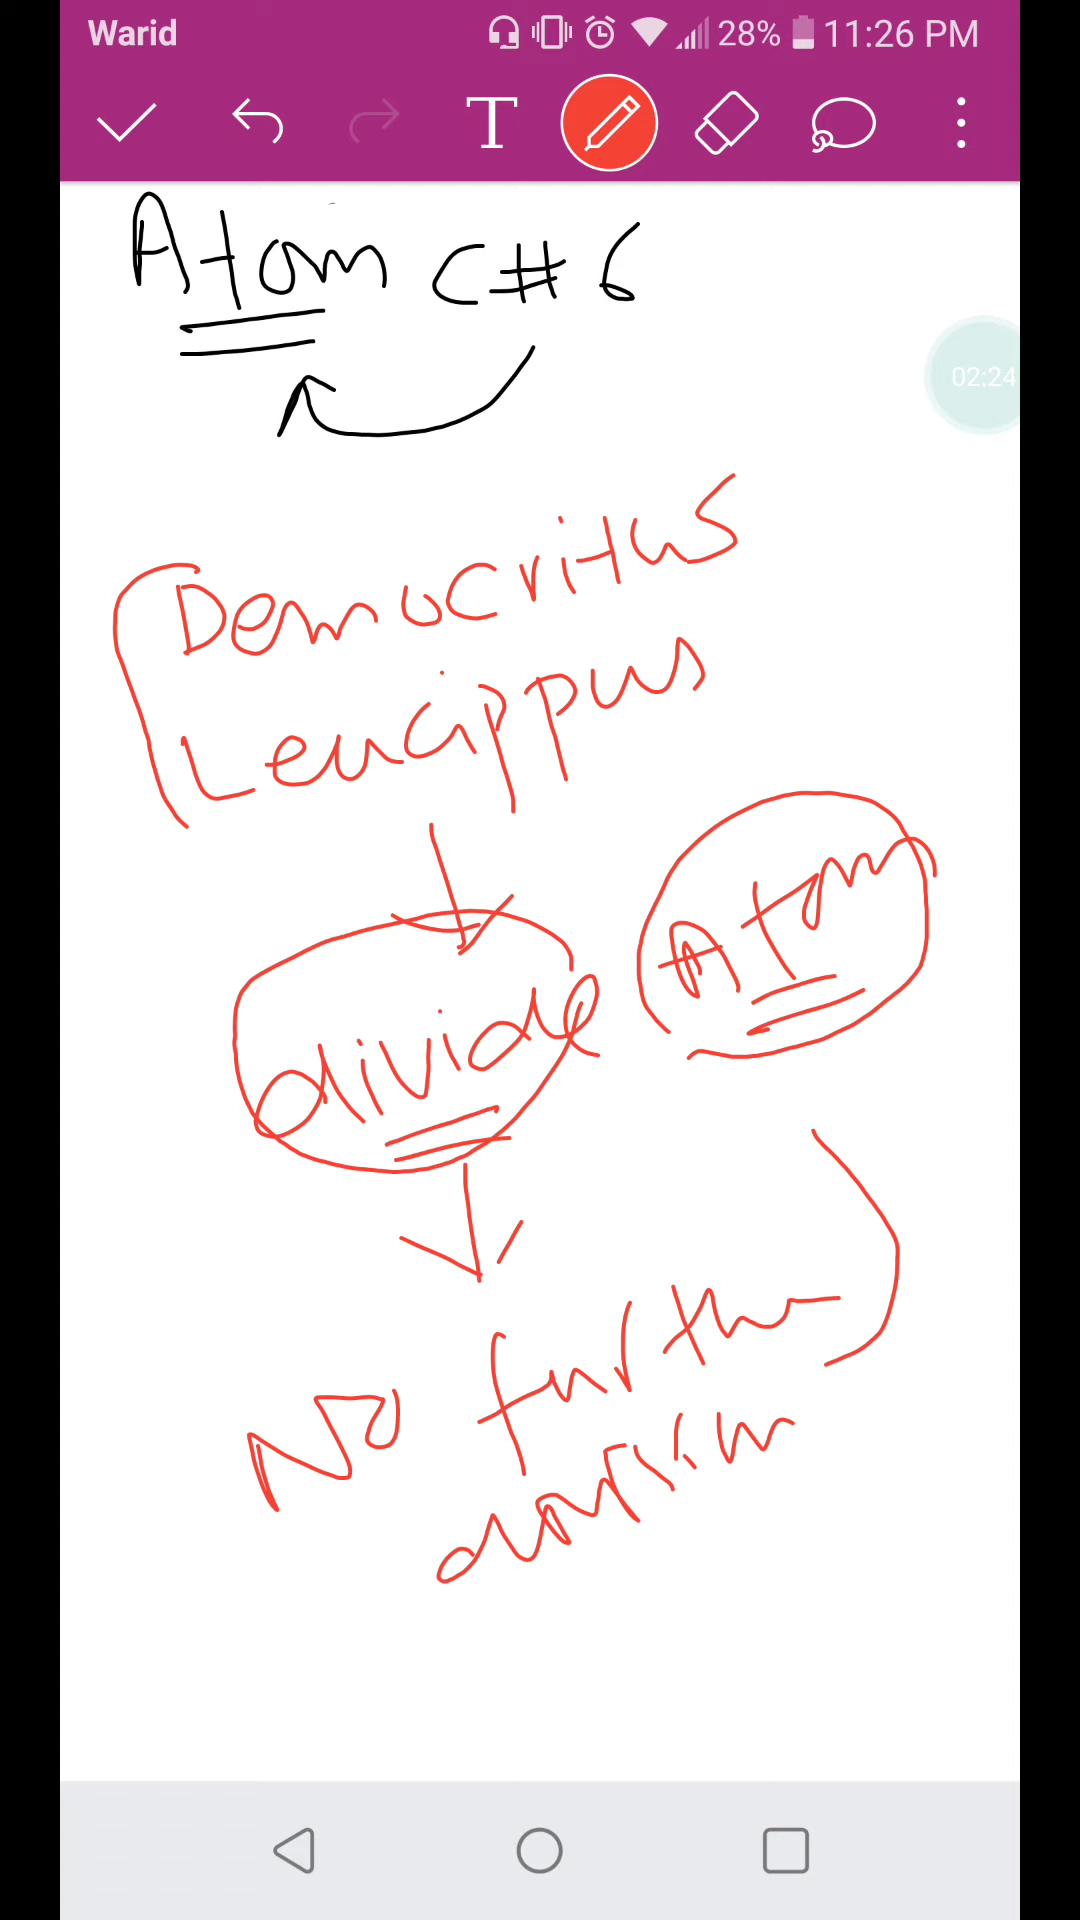 Warid 28% 11:26 PM
T
Atom C#6
02:24
Democritus
Leucippus
Atom
divide
No further
division